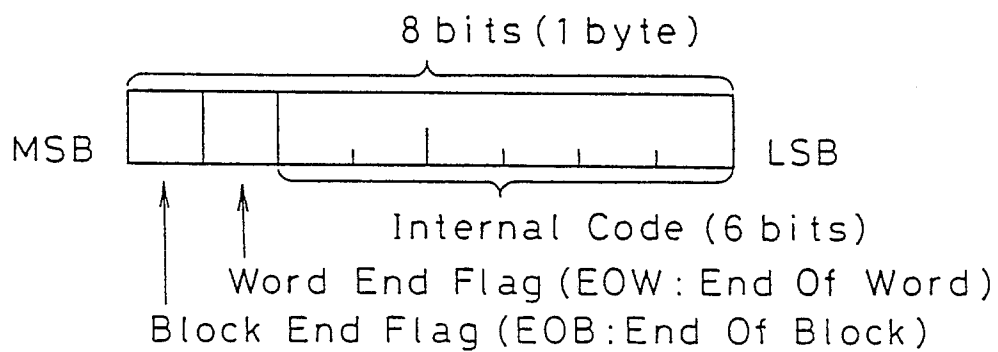 8 bits (1 byte)
MSB
LSB
Internal Code (6 bits)
Word End Flag (EOW: End Of Word)
Block End Flag (EOB: End Of Block)